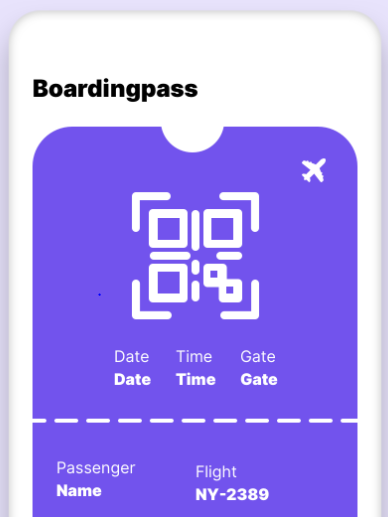 Boardingpass
Date Time Gate
Date Time Gate
Passenger Flight
Name NY-2389